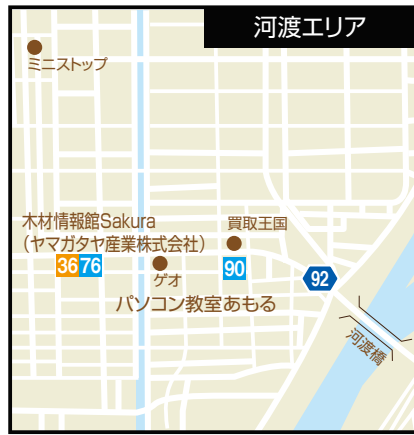 河渡エリア
ミニストップ
木材情報館Sakura
（ヤマガタヤ産業株式会社）
36 76
買取王国
90
ゲオ
パソコン教室あもる
92
河渡橋